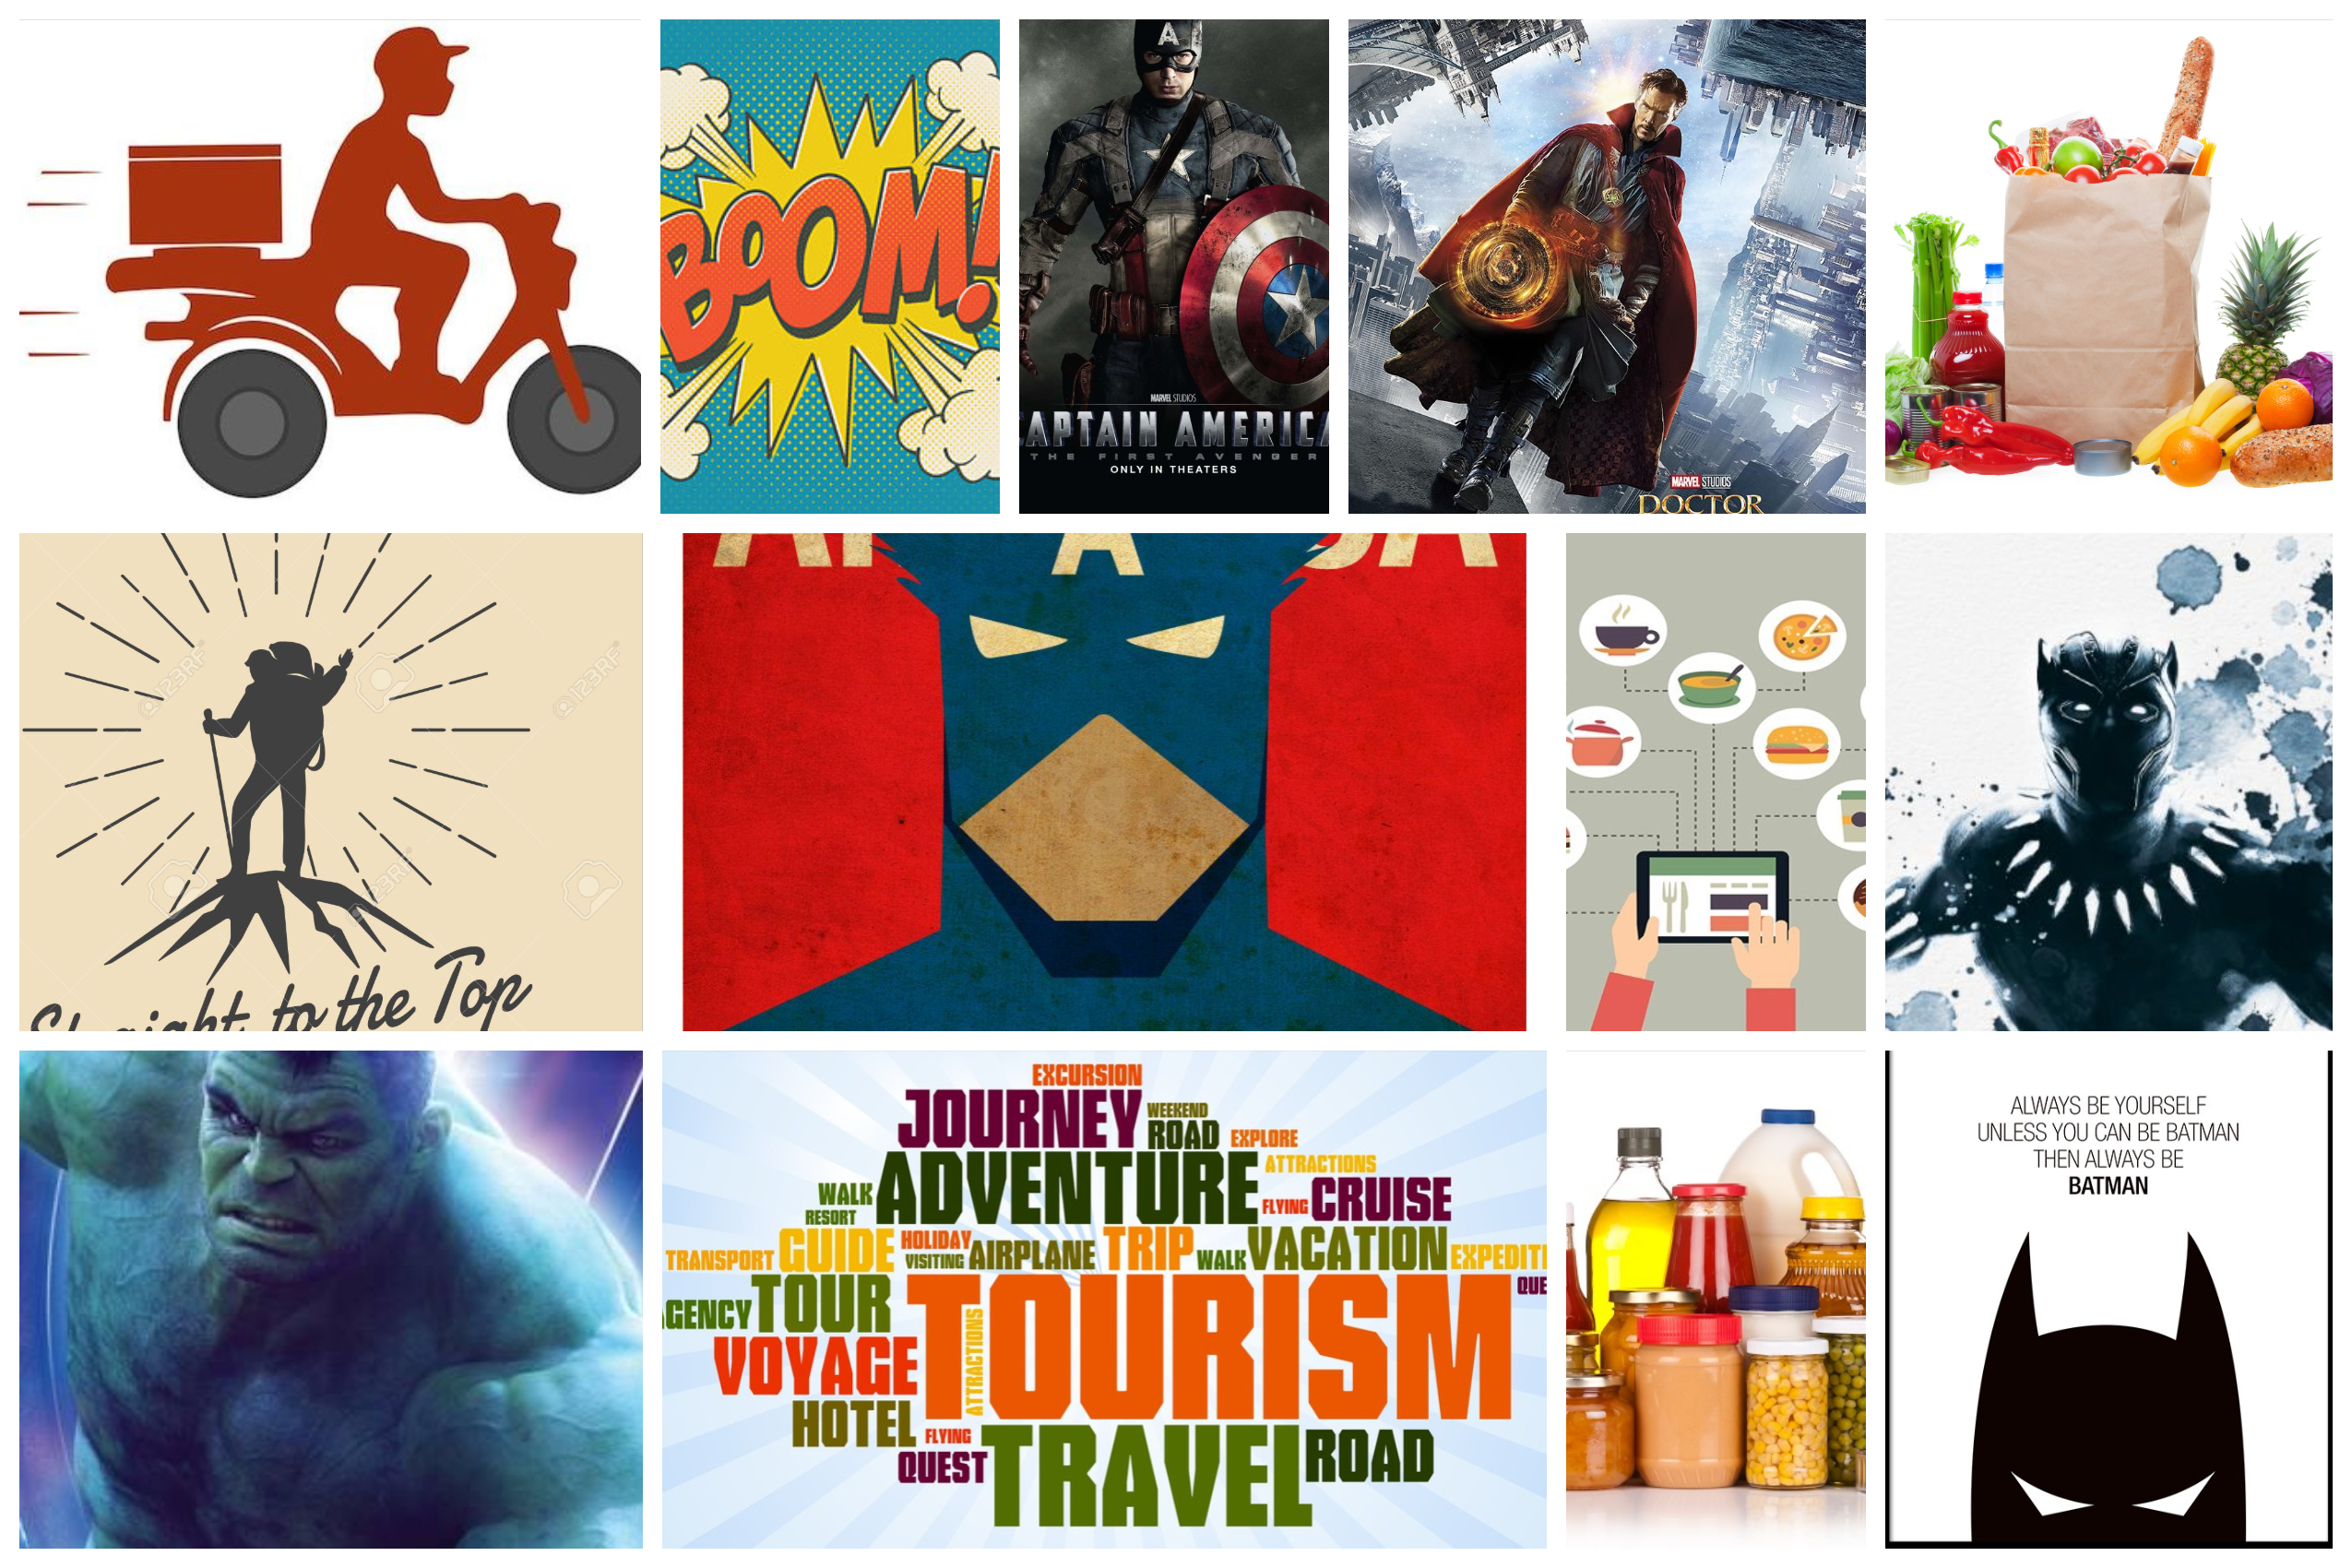 BOOM!
A
MARVEL STUDIOS
CAPTAIN AMERICA
THE FIRST AVENGER
ONLY IN THEATERS
MARVEL STUDIOS
DOCTOR
123RF
123RF
123RF
to the Top
A
EXCURSION
JOURNEY WEEKEND
ROAD EXPLORE
ADVENTURE ATTRACTIONS
WALK FLYING CRUISE
RESORT
TRANSPORT GUIDE HOLIDAY AIRPLANE TRIP WALK VACATION EXPEDITI
VISITING
QUE
GENCY TOUR TOURISM
VOYAGE ATTRACTIONS
HOTEL FLYING
QUEST TRAVEL ROAD
ALWAYS BE YOURSELF
UNLESS YOU CAN BE BATMAN
THEN ALWAYS BE
BATMAN